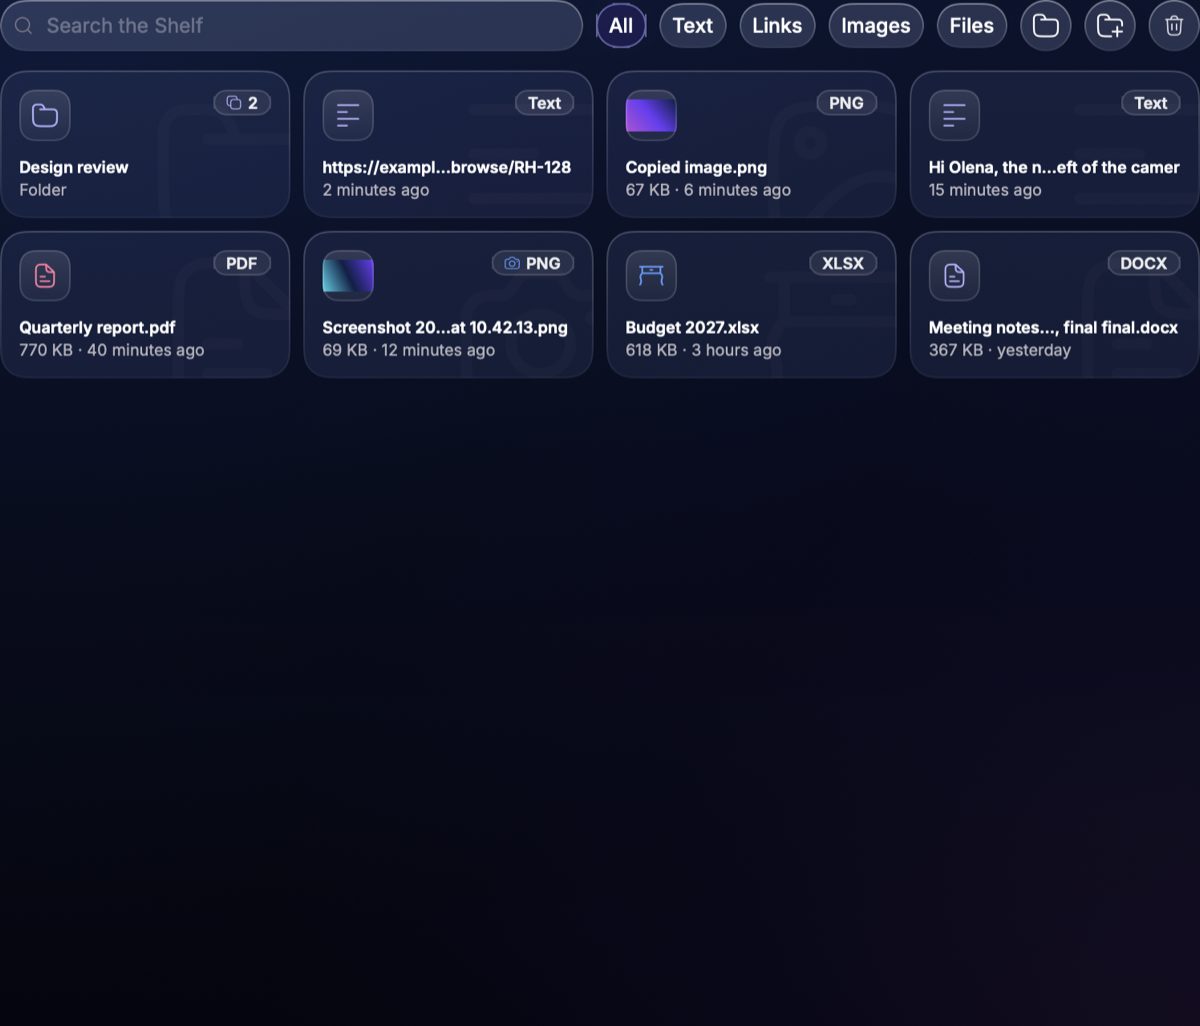 Search the Shelf
All
Text
Links
Images
Files
2
Design review
Folder
Text
https://exampl...browse/RH-128
2 minutes ago
PNG
Copied image.png
67 KB · 6 minutes ago
Text
Hi Olena, the n...eft of the camer
15 minutes ago
PDF
Quarterly report.pdf
770 KB · 40 minutes ago
PNG
Screenshot 20...at 10.42.13.png
69 KB · 12 minutes ago
XLSX
Budget 2027.xlsx
618 KB · 3 hours ago
DOCX
Meeting notes..., final final.docx
367 KB · yesterday